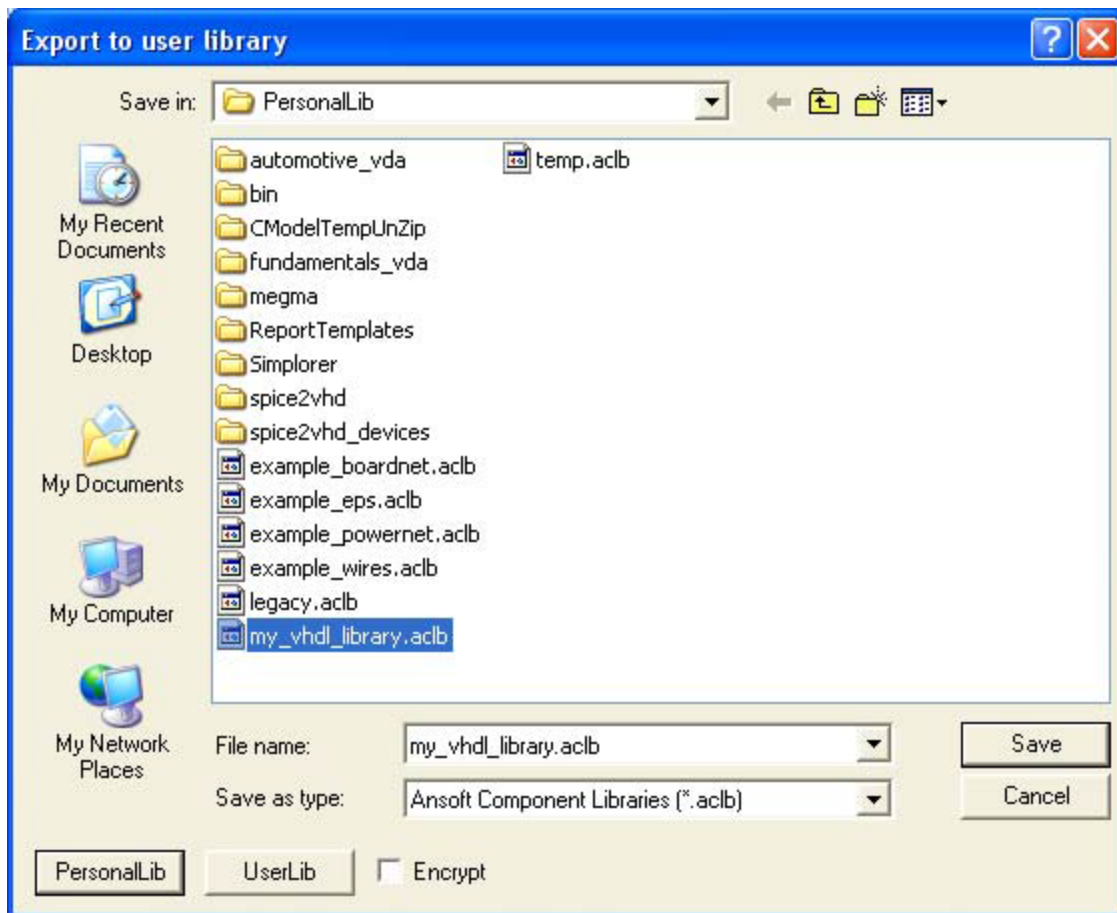 Export to user library
Save in: PersonalLib
My Recent
Documents
Desktop
My Documents
My Computer
My Network
Places
automotive_vda
bin
CModelTempUnZip
fundamentals_vda
megma
ReportTemplates
Simplorer
spice2vhd
spice2vhd_devices
example_boardnet.aclb
example_eps.aclb
example_powernet.aclb
example_wires.aclb
legacy.aclb
my_vhdl_library.aclb
temp.aclb
File name: my_vhdl_library.aclb Save
Save as type: Ansoft Component Libraries (*.aclb) Cancel
PersonalLib UserLib Encrypt